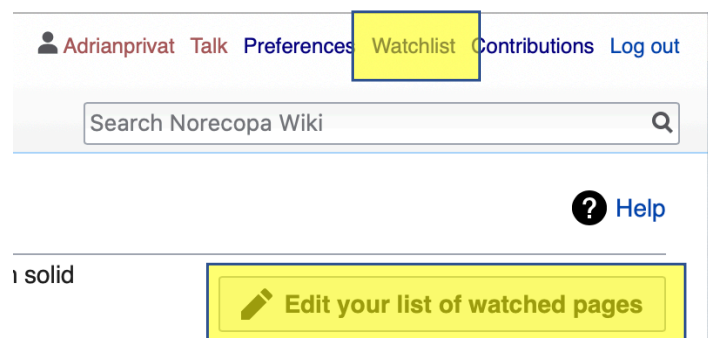 Adrianprivat Talk Preferences Watchlist Contributions Log out
Search Norecopa Wiki
? Help
solid
Edit your list of watched pages